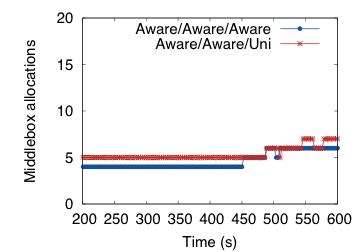 Aware/Aware/Aware
Aware/Aware/Uni
Middlebox allocations
20
15
10
5
0
200 250 300 350 400 450 500 550 600
Time (s)